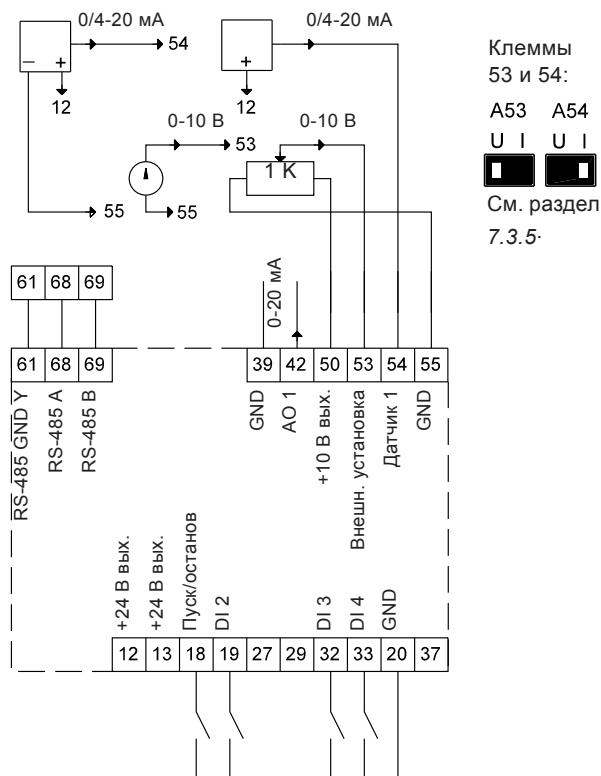 0/4-20 мА
0/4-20 мА
54
− +
+
12
12
0-10 В
0-10 В
53
1 K
55
55
Клеммы
53 и 54:
A53 A54
U I U I
См. раздел
7.3.5·
61 68 69
0-20 мА
61 68 69
39 42 50 53 54 55
RS-485 GND Y
RS-485 A
RS-485 B
GND
AO 1
+10 В вых.
Внешн. установка
Датчик 1
GND
+24 В вых.
+24 В вых.
Пуск/останов
DI 2
DI 3
DI 4
GND
12 13 18 19 27 29 32 33 20 37